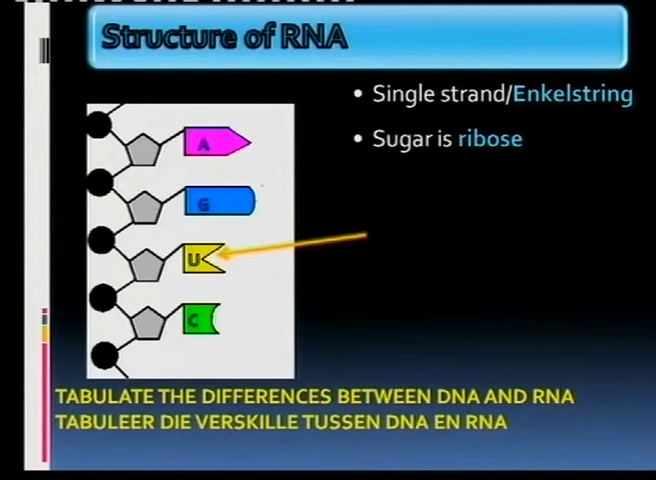 Structure of RNA
• Single strand/Enkelstring
• Sugar is ribose
A
G
U
C
TABULATE THE DIFFERENCES BETWEEN DNA AND RNA
TABULEER DIE VERSKILLE TUSSEN DNA EN RNA